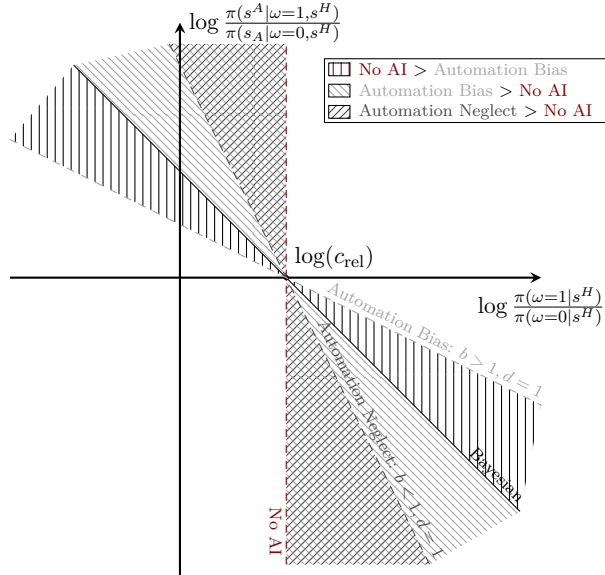 log π(s^A|ω=1,s^H) / π(s_A|ω=0,s^H)
No AI > Automation Bias
Automation Bias > No AI
Automation Neglect > No AI
log(c_rel)
log π(ω=1|s^H) / π(ω=0|s^H)
Automation Bias: b > 1, d = 1
Automation Neglect: b < 1, d = 1
Bayesian
No AI